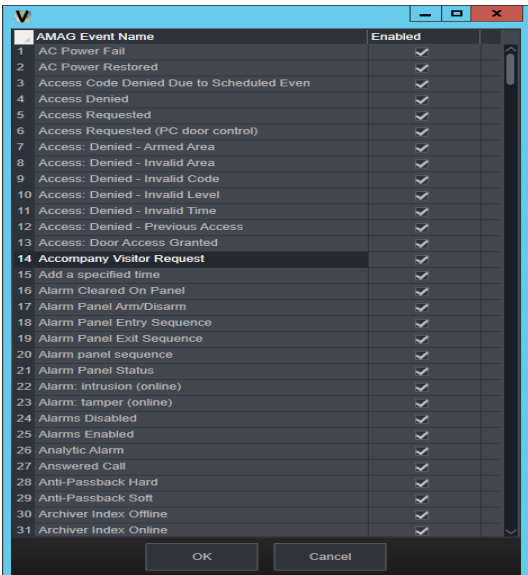 AMAG Event Name Enabled
1 AC Power Fail
2 AC Power Restored
3 Access Code Denied Due to Scheduled Even
4 Access Denied
5 Access Requested
6 Access Requested (PC door control)
7 Access: Denied - Armed Area
8 Access: Denied - Invalid Area
9 Access: Denied - Invalid Code
10 Access: Denied - Invalid Level
11 Access: Denied - Invalid Time
12 Access: Denied - Previous Access
13 Access: Door Access Granted
14 Accompany Visitor Request
15 Add a specified time
16 Alarm Cleared On Panel
17 Alarm Panel Arm/Disarm
18 Alarm Panel Entry Sequence
19 Alarm Panel Exit Sequence
20 Alarm panel sequence
21 Alarm Panel Status
22 Alarm: intrusion (online)
23 Alarm: tamper (online)
24 Alarms Disabled
25 Alarms Enabled
26 Analytic Alarm
27 Answered Call
28 Anti-Passback Hard
29 Anti-Passback Soft
30 Archiver Index Offline
31 Archiver Index Online
OK Cancel